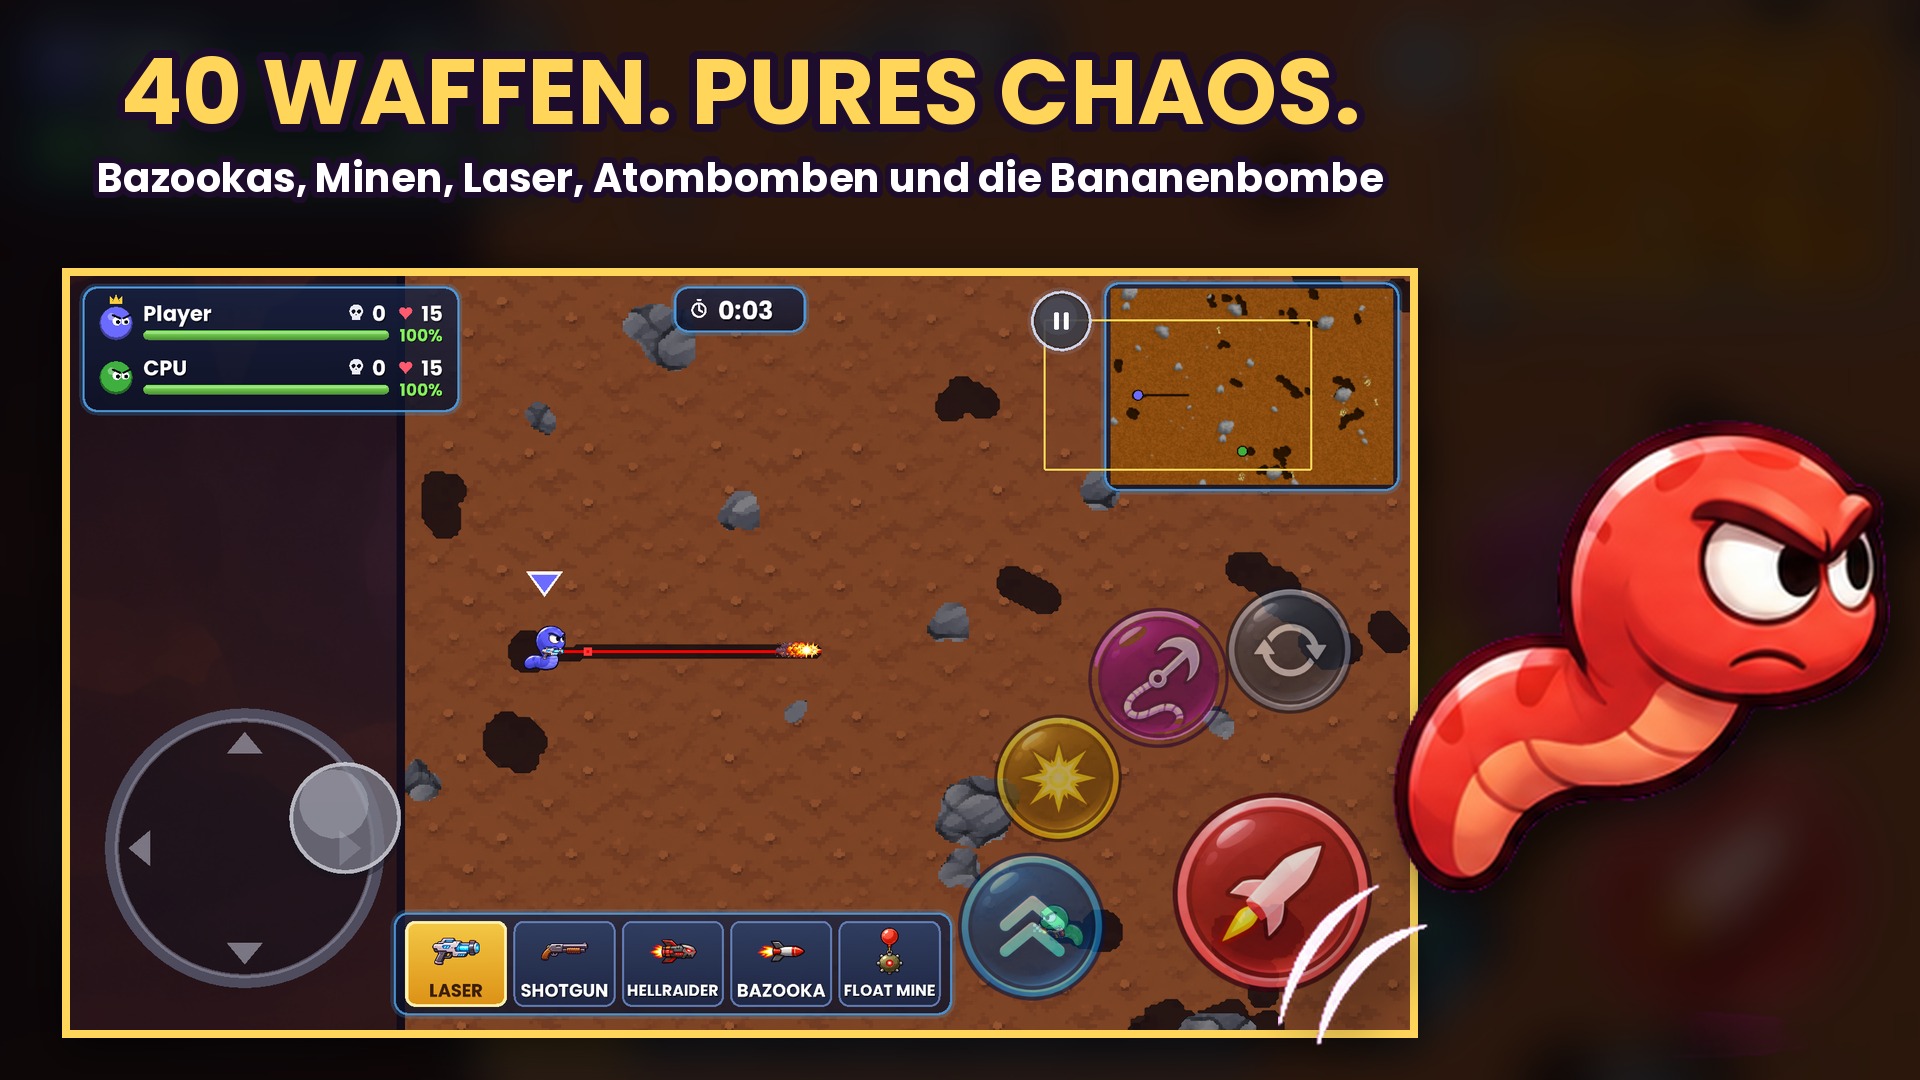 40 WAFFEN. PURES CHAOS.
Bazookas, Minen, Laser, Atombomben und die Bananenbombe
Player 0 15
100%
CPU 0 15
100%
0:03
LASER
SHOTGUN
HELLRAIDER
BAZOOKA
FLOAT MINE